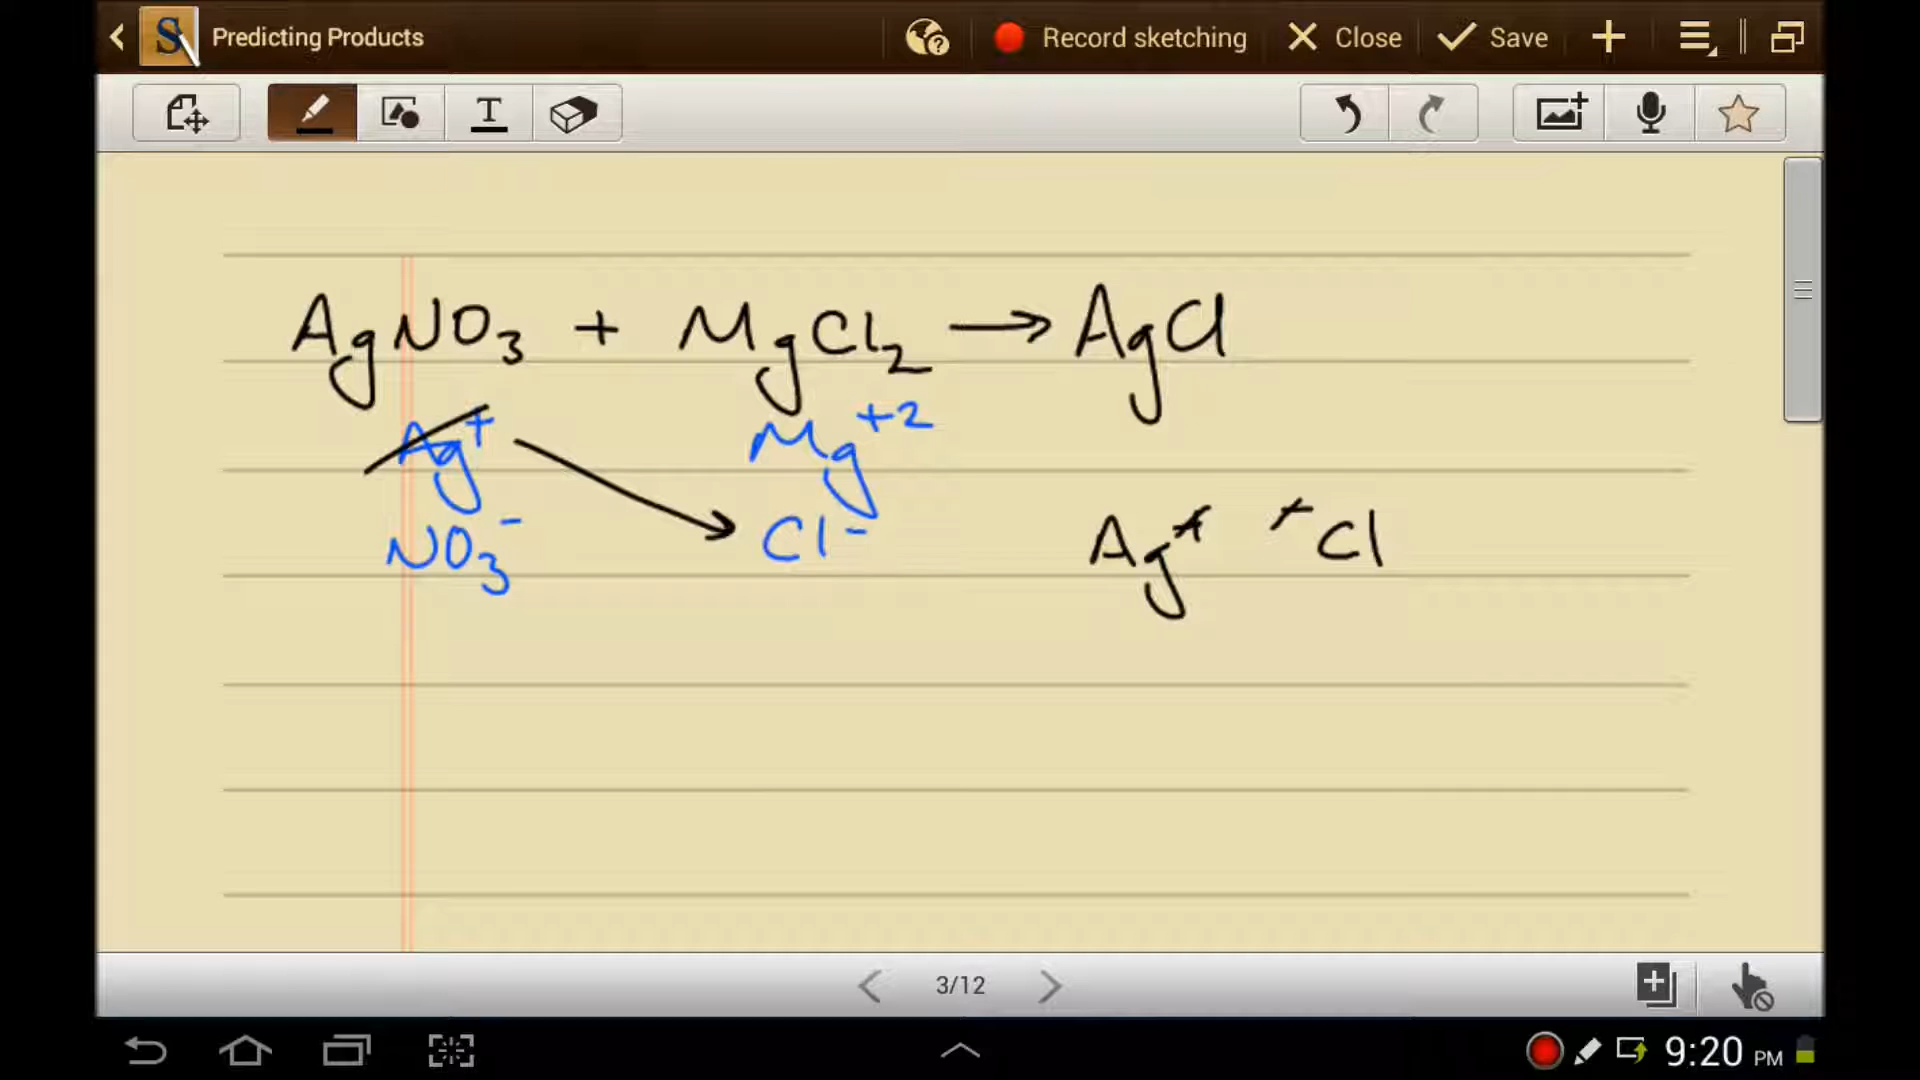 Predicting Products
Record sketching
Close
Save
T
AgNO3 + MgCl2 → AgCl
Ag+ Mg+2
NO3- Cl- Ag+ Cl
3/12
9:20 PM